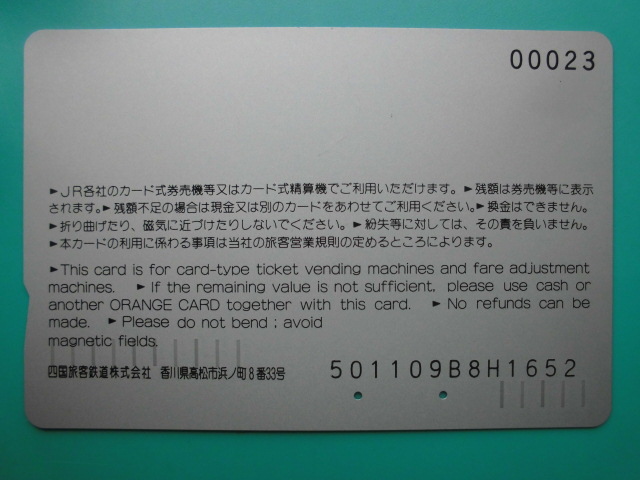 00023
►JR各社のカード式券売機等又はカード式精算機でご利用いただけます。►残額は券売機等に表示
されます。►残額不足の場合は現金又は別のカードをあわせてご利用ください。►換金はできません。
►折り曲げたり、磁気に近づけたりしないでください。►紛失等に対しては、その責を負いません。
►本カードの利用に係わる事項は当社の旅客営業規則の定めるところによります。
►This card is for card-type ticket vending machines and fare adjustment
machines. ►If the remaining value is not sufficient, please use cash or
another ORANGE CARD together with this card. ►No refunds can be
made. ►Please do not bend ; avoid
magnetic fields.
四国旅客鉄道株式会社 香川県高松市浜ノ町8番33号
501109B8H1652